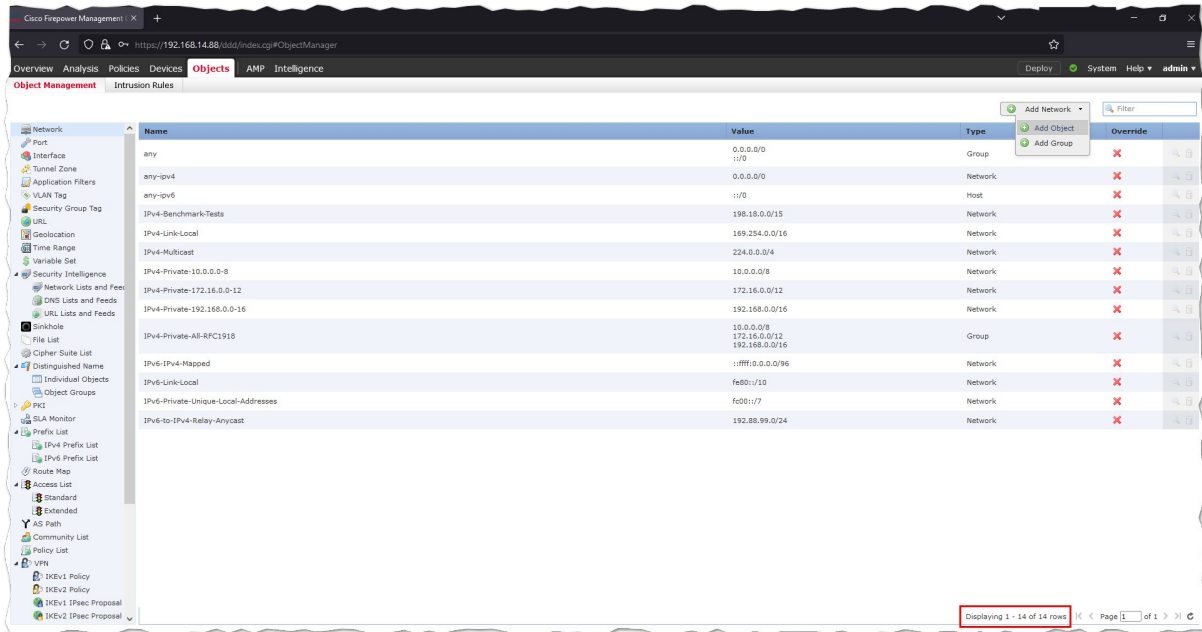 Cisco Firepower Management C
https://192.168.14.88/ddd/index.cgi#ObjectManager
Overview Analysis Policies Devices Objects AMP Intelligence Deploy System Help admin
Object Management Intrusion Rules
Add Network Filter
Add Object
Add Group
Network
Port
Interface
Tunnel Zone
Application Filters
VLAN Tag
Security Group Tag
URL
Geolocation
Time Range
Variable Set
Security Intelligence
Network Lists and Feed
DNS Lists and Feeds
URL Lists and Feeds
Sinkhole
File List
Cipher Suite List
Distinguished Name
Individual Objects
Object Groups
PKI
SLA Monitor
Prefix List
IPv4 Prefix List
IPv6 Prefix List
Route Map
Access List
Standard
Extended
AS Path
Community List
Policy List
VPN
IKEv1 Policy
IKEv2 Policy
IKEv1 IPsec Proposal
IKEv2 IPsec Proposal
Name Value Type Override
any 0.0.0.0/0 Group
::/0
any-ipv4 0.0.0.0/0 Network
any-ipv6 ::/0 Host
IPv4-Benchmark-Tests 198.18.0.0/15 Network
IPv4-Link-Local 169.254.0.0/16 Network
IPv4-Multicast 224.0.0.0/4 Network
IPv4-Private-10.0.0.0-8 10.0.0.0/8 Network
IPv4-Private-172.16.0.0-12 172.16.0.0/12 Network
IPv4-Private-192.168.0.0-16 192.168.0.0/16 Network
10.0.0.0/8
IPv4-Private-All-RFC1918 172.16.0.0/12 Group
192.168.0.0/16
IPv6-IPv4-Mapped ::ffff:0.0.0.0/96 Network
IPv6-Link-Local fe80::/10 Network
IPv6-Private-Unique-Local-Addresses fc00::/7 Network
IPv6-to-IPv4-Relay-Anycast 192.88.99.0/24 Network
Displaying 1 - 14 of 14 rows Page 1 of 1